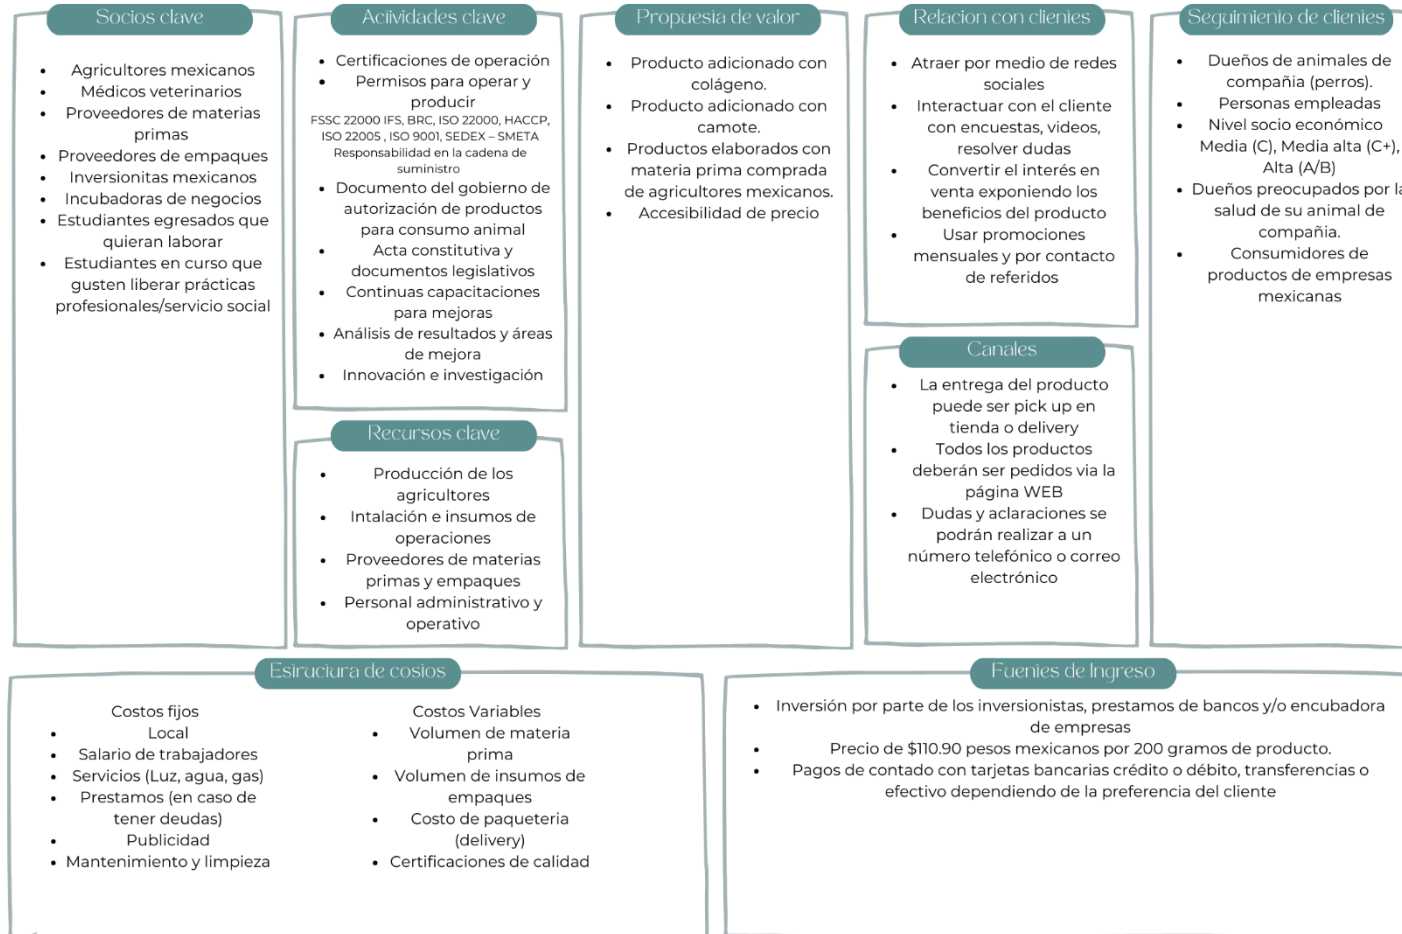 Socios clave
• Agricultores mexicanos
• Médicos veterinarios
• Proveedores de materias
primas
• Proveedores de empaques
• Inversionitas mexicanos
• Incubadoras de negocios
• Estudiantes egresados que
quieran laborar
• Estudiantes en curso que
gusten liberar prácticas
profesionales/servicio social
Actividades clave
• Certificaciones de operación
• Permisos para operar y
producir
FSSC 22000 IFS, BRC, ISO 22000, HACCP,
ISO 22005 , ISO 9001, SEDEX – SMETA
Responsabilidad en la cadena de
suministro
• Documento del gobierno de
autorización de productos
para consumo animal
• Acta constitutiva y
documentos legislativos
• Continuas capacitaciones
para mejoras
• Análisis de resultados y áreas
de mejora
• Innovación e investigación
Recursos clave
• Producción de los
agricultores
• Intalación e insumos de
operaciones
• Proveedores de materias
primas y empaques
• Personal administrativo y
operativo
Propuesta de valor
• Producto adicionado con
colágeno.
• Producto adicionado con
camote.
• Productos elaborados con
materia prima comprada
de agricultores mexicanos.
• Accesibilidad de precio
Relacion con clientes
• Atraer por medio de redes
sociales
• Interactuar con el cliente
con encuestas, videos,
resolver dudas
• Convertir el interés en
venta exponiendo los
beneficios del producto
• Usar promociones
mensuales y por contacto
de referidos
Canales
• La entrega del producto
puede ser pick up en
tienda o delivery
• Todos los productos
deberán ser pedidos via la
página WEB
• Dudas y aclaraciones se
podrán realizar a un
número telefónico o correo
electrónico
Seguimiento de clientes
• Dueños de animales de
compañia (perros).
• Personas empleadas
• Nivel socio económico
Media (C), Media alta (C+),
Alta (A/B)
• Dueños preocupados por la
salud de su animal de
compañia.
• Consumidores de
productos de empresas
mexicanas
Estructura de costos
Costos fijos
• Local
• Salario de trabajadores
• Servicios (Luz, agua, gas)
• Prestamos (en caso de
tener deudas)
• Publicidad
• Mantenimiento y limpieza
Costos Variables
• Volumen de materia
prima
• Volumen de insumos de
empaques
• Costo de paqueteria
(delivery)
• Certificaciones de calidad
Fuentes de Ingreso
• Inversión por parte de los inversionistas, prestamos de bancos y/o encubadora
de empresas
• Precio de $110.90 pesos mexicanos por 200 gramos de producto.
• Pagos de contado con tarjetas bancarias crédito o débito, transferencias o
efectivo dependiendo de la preferencia del cliente